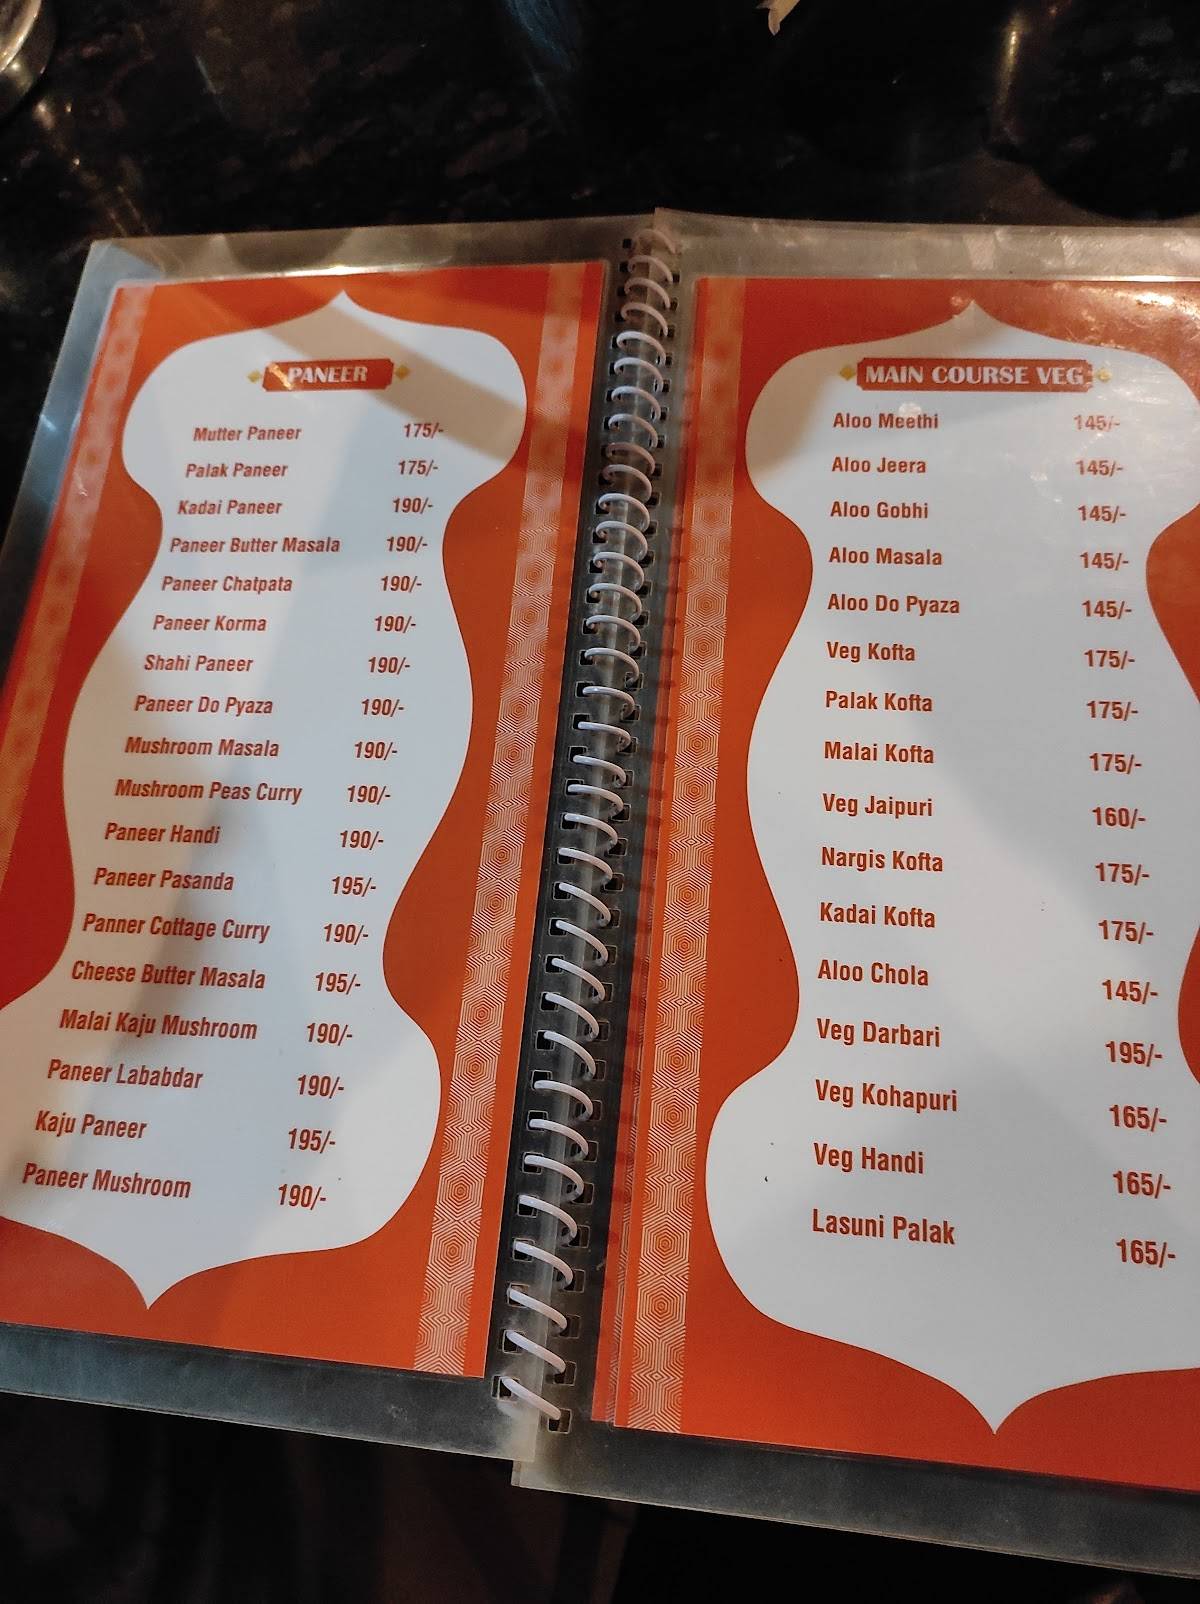 PANEER
Mutter Paneer 175/-
Palak Paneer 175/-
Kadai Paneer 190/-
Paneer Butter Masala 190/-
Paneer Chatpata 190/-
Paneer Korma 190/-
Shahi Paneer 190/-
Paneer Do Pyaza 190/-
Mushroom Masala 190/-
Mushroom Peas Curry 190/-
Paneer Handi 190/-
Paneer Pasanda 195/-
Panner Cottage Curry 190/-
Cheese Butter Masala 195/-
Malai Kaju Mushroom 190/-
Paneer Lababdar 190/-
Kaju Paneer 195/-
Paneer Mushroom 190/-
MAIN COURSE VEG
Aloo Meethi 145/-
Aloo Jeera 145/-
Aloo Gobhi 145/-
Aloo Masala 145/-
Aloo Do Pyaza 145/-
Veg Kofta 175/-
Palak Kofta 175/-
Malai Kofta 175/-
Veg Jaipuri 160/-
Nargis Kofta 175/-
Kadai Kofta 175/-
Aloo Chola 145/-
Veg Darbari 195/-
Veg Kohapuri 165/-
Veg Handi 165/-
Lasuni Palak 165/-